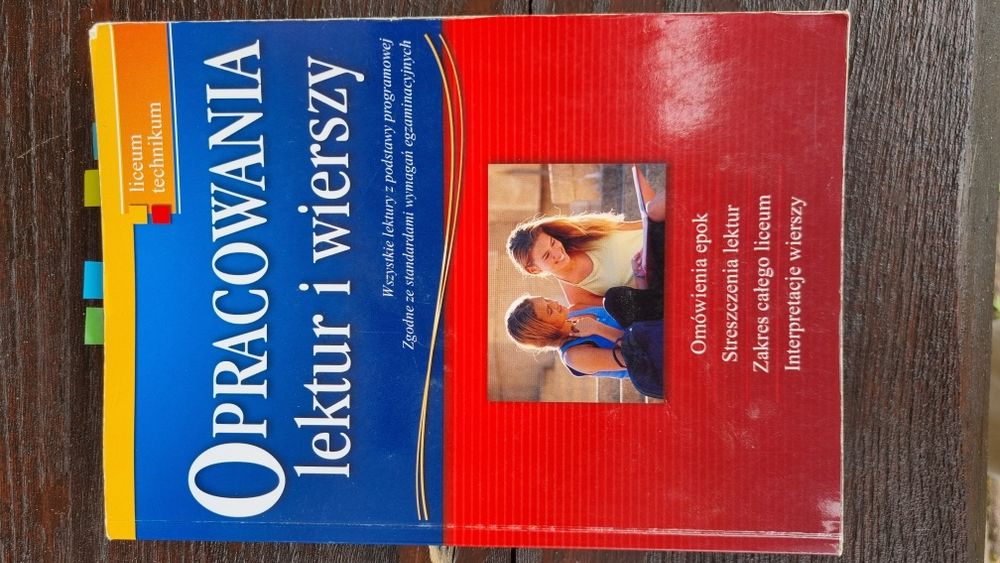 liceum
technikum
OPRACOWANIA
lektur i wierszy
Wszystkie lektury z podstawy programowej
Zgodne ze standardami wymagań egzaminacyjnych
Omówienia epok
Streszczenia lektur
Zakres całego liceum
Interpretacje wierszy